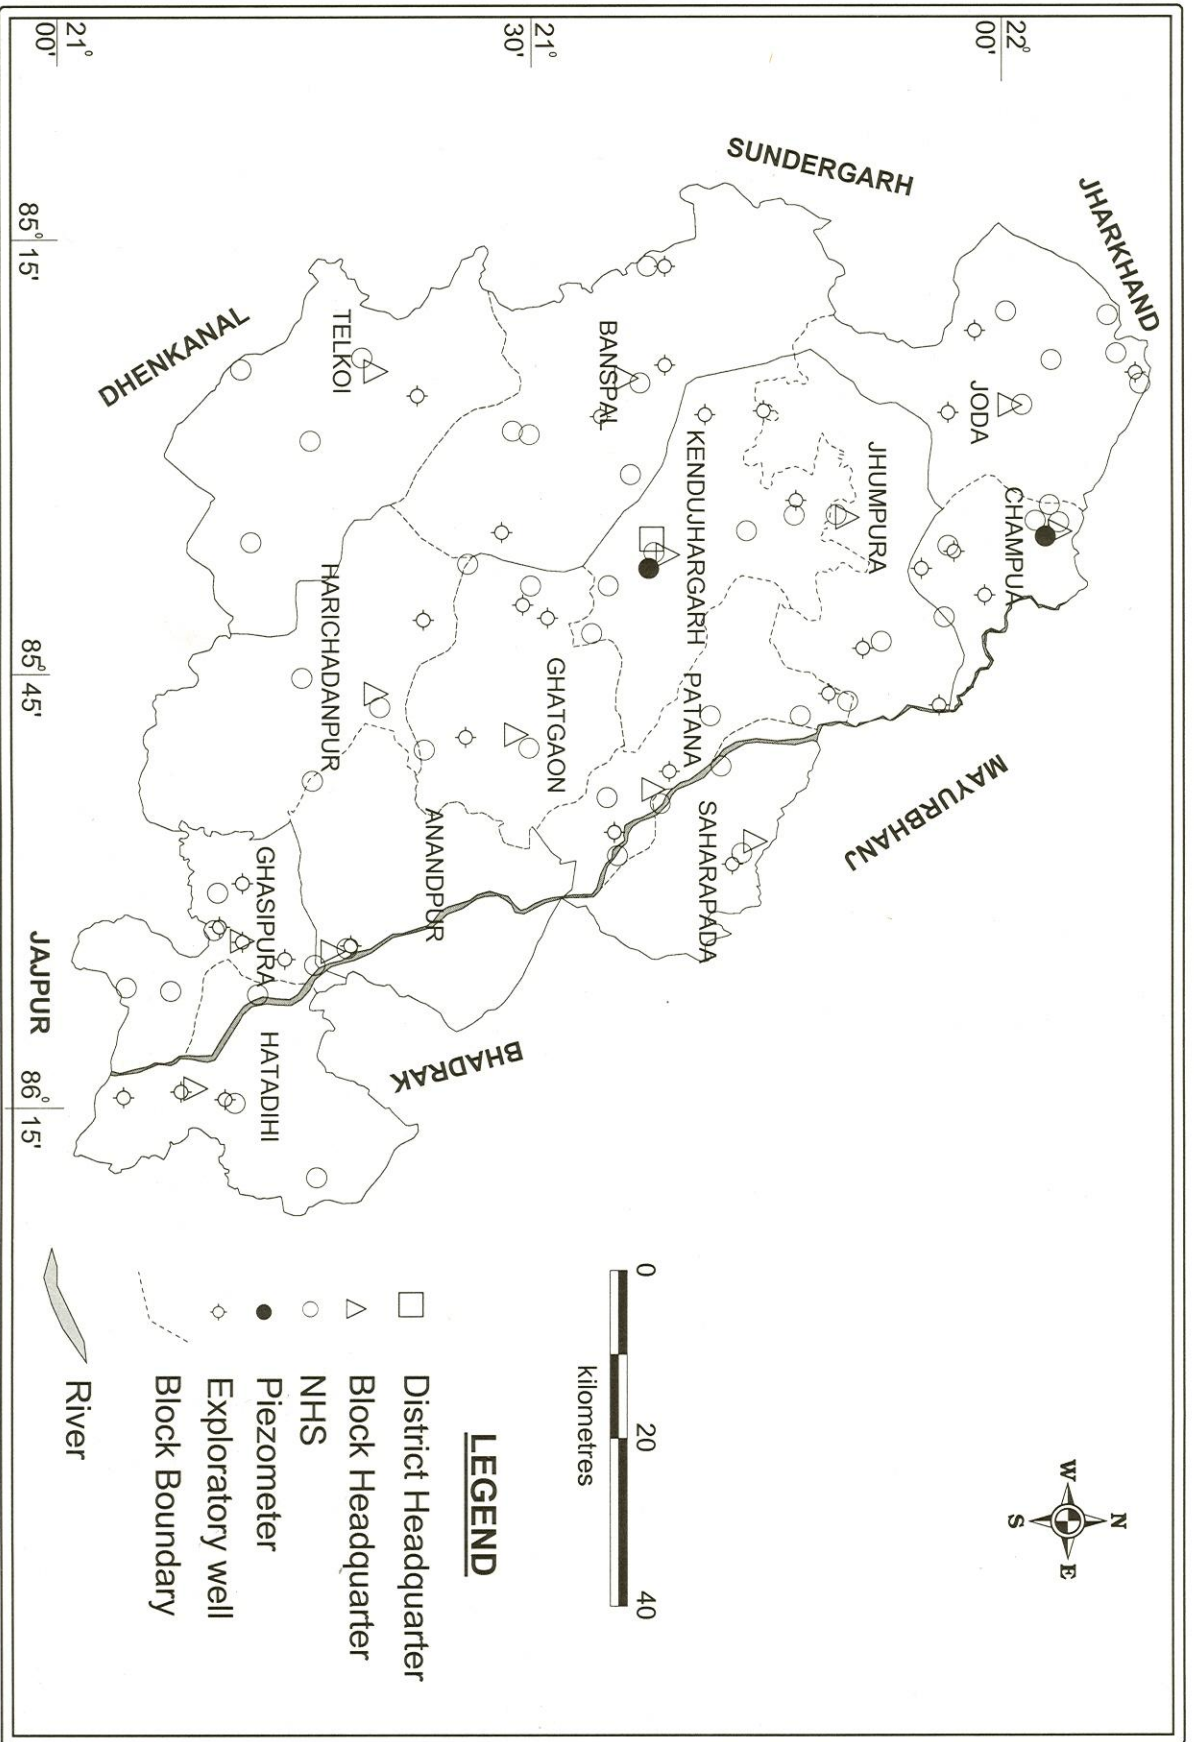 22° 00'
21° 30'
21° 00'
85° 15'
85° 45'
86° 15'
JHARKHAND
SUNDERGARH
DHENKANAL
MAYURBHANJ
BHADRAK
JAJPUR
JODA
CHAMPUA
JHUMPURA
BANSPAL
KENDUJHARGARH
PATANA
SAHARAPADA
TELKOI
GHATGAON
HARICHADANPUR
ANANDPUR
GHASIPURA
HATADIHI
N
W
E
S
0 20 40
kilometres
LEGEND
District Headquarter
Block Headquarter
NHS
Piezometer
Exploratory well
Block Boundary
River